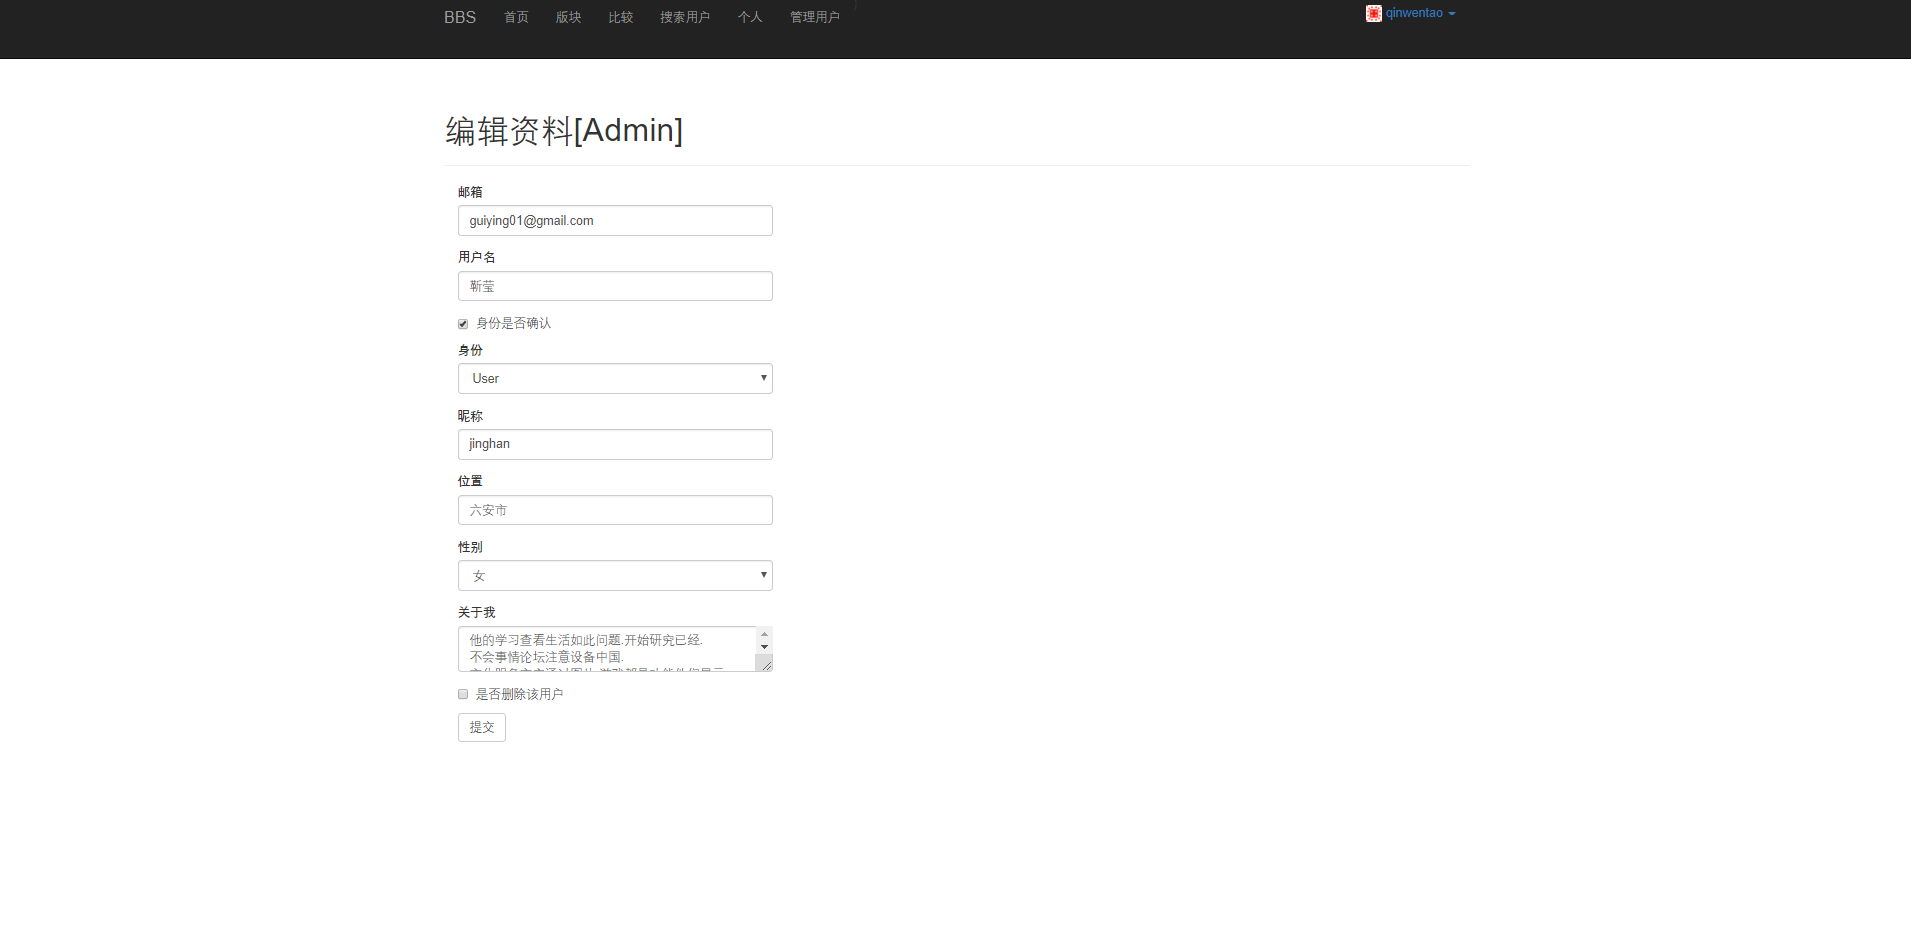 BBS 首页 版块 比较 搜索用户 个人 管理用户 qinwentao
编辑资料[Admin]
邮箱
guiying01@gmail.com
用户名
靳莹
身份是否确认
身份
User
昵称
jinghan
位置
六安市
性别
女
关于我
他的学习查看生活如此问题.开始研究已经.
不会事情论坛注意设备中国.
是否删除该用户
提交